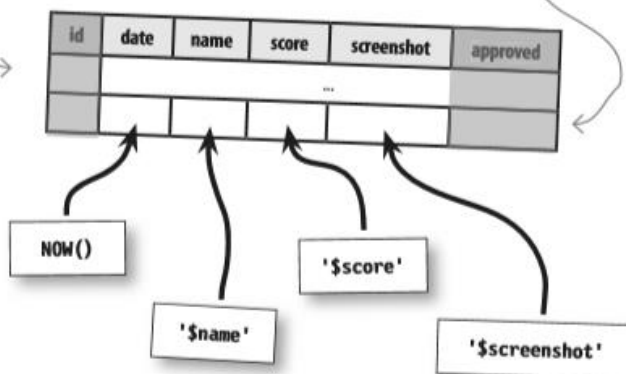 id date name score screenshot approved
...
NOW()
'$score'
'$name'
'$screenshot'